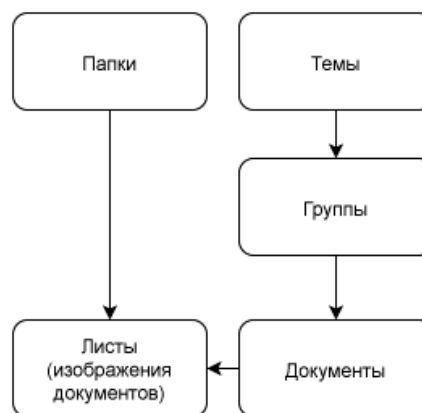 Папки
Темы
Группы
Листы
(изображения
документов)
Документы